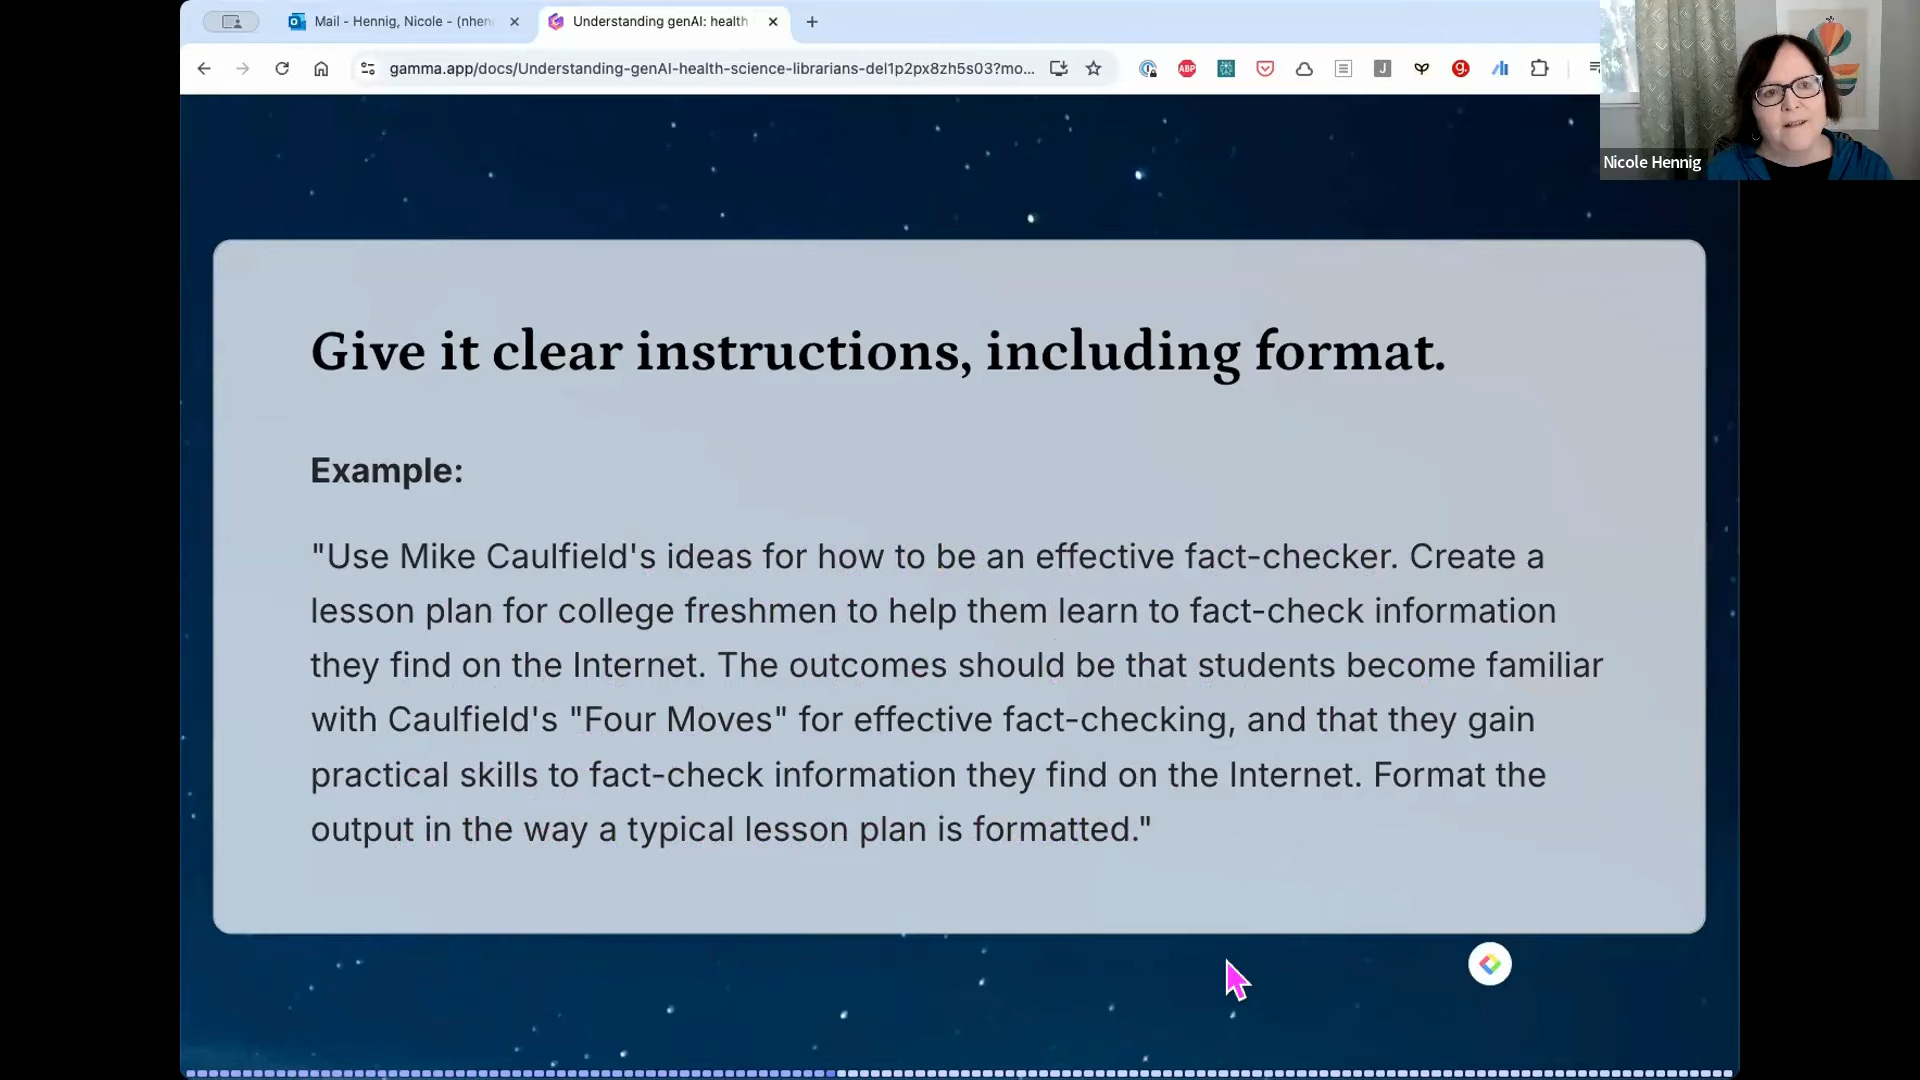 Mail - Hennig, Nicole - (nhen
Understanding genAI: health
gamma.app/docs/Understanding-genAI-health-science-librarians-del1p2px8zh5s03?mo...
ABP
J
g.
Nicole Hennig
Give it clear instructions, including format.
Example:
"Use Mike Caulfield's ideas for how to be an effective fact-checker. Create a
lesson plan for college freshmen to help them learn to fact-check information
they find on the Internet. The outcomes should be that students become familiar
with Caulfield's "Four Moves" for effective fact-checking, and that they gain
practical skills to fact-check information they find on the Internet. Format the
output in the way a typical lesson plan is formatted."